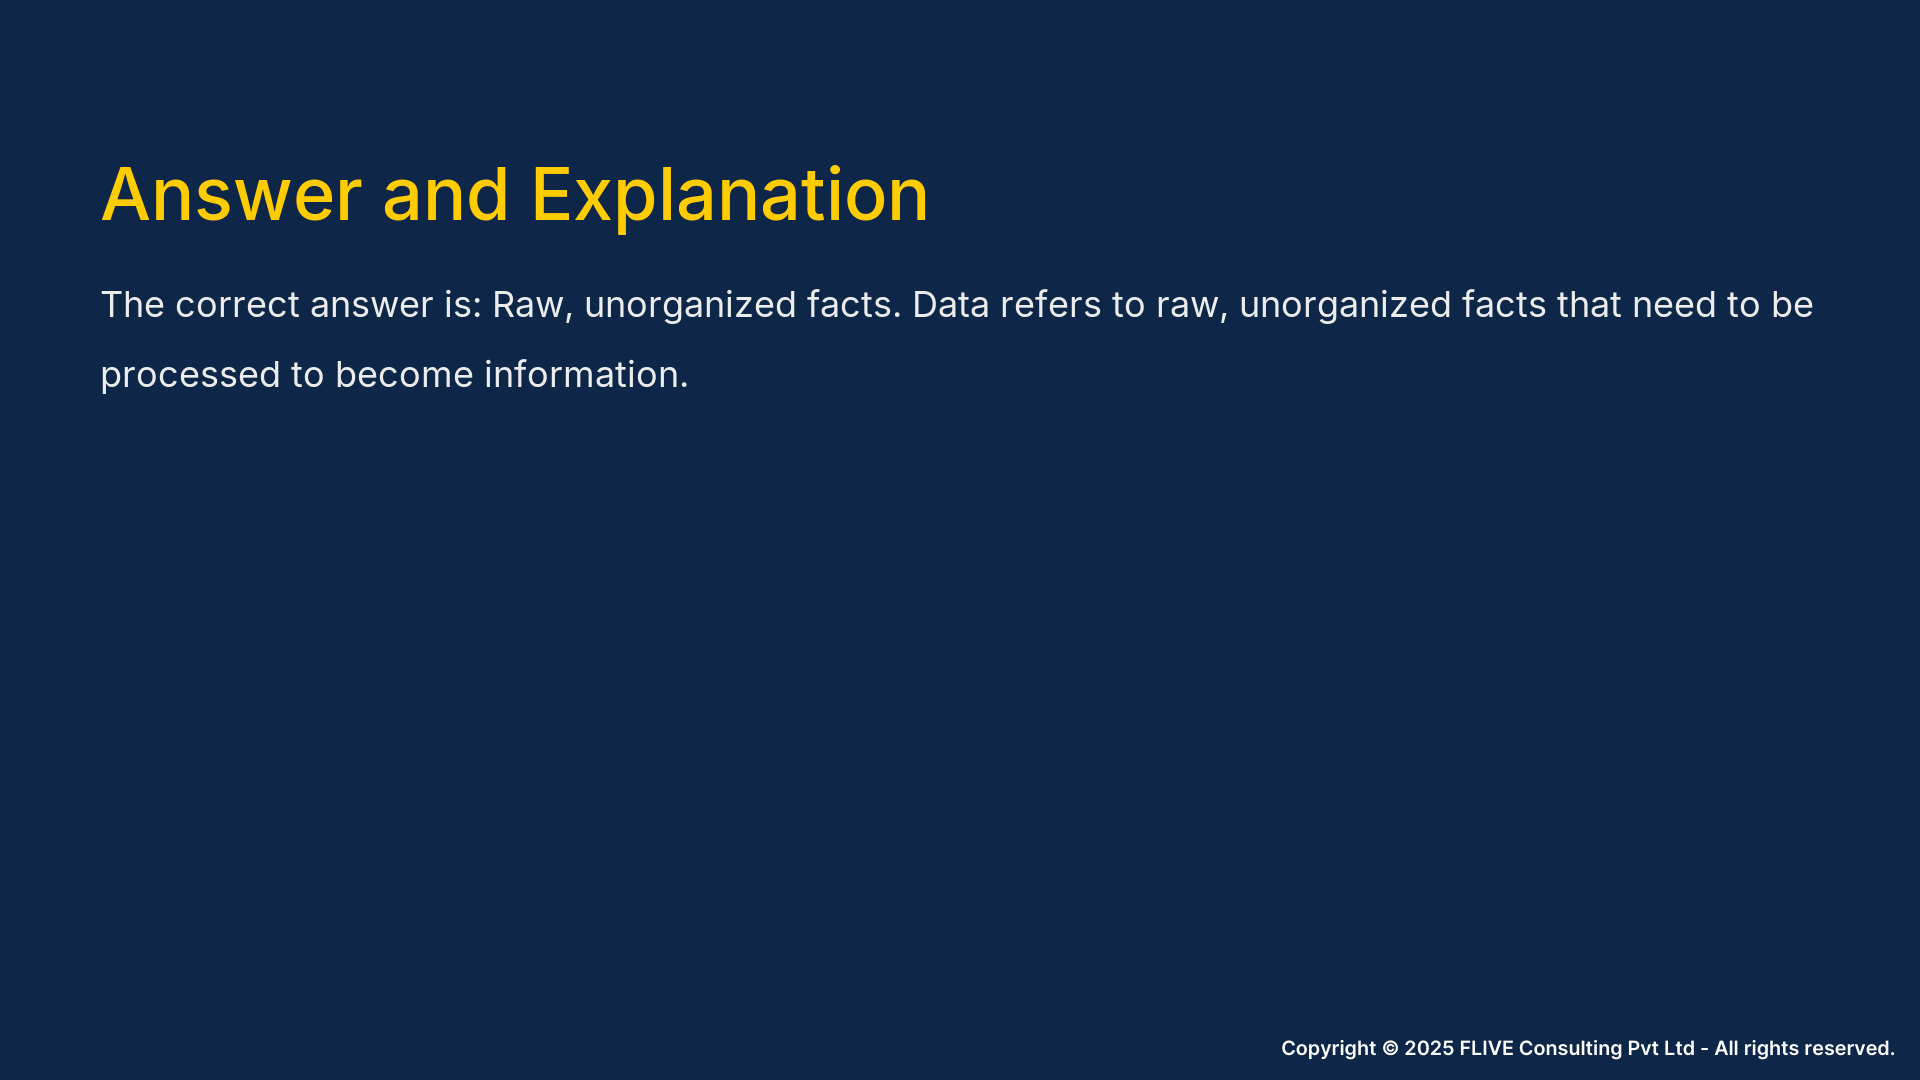 Answer and Explanation
The correct answer is: Raw, unorganized facts. Data refers to raw, unorganized facts that need to be
processed to become information.
Copyright © 2025 FLIVE Consulting Pvt Ltd - All rights reserved.